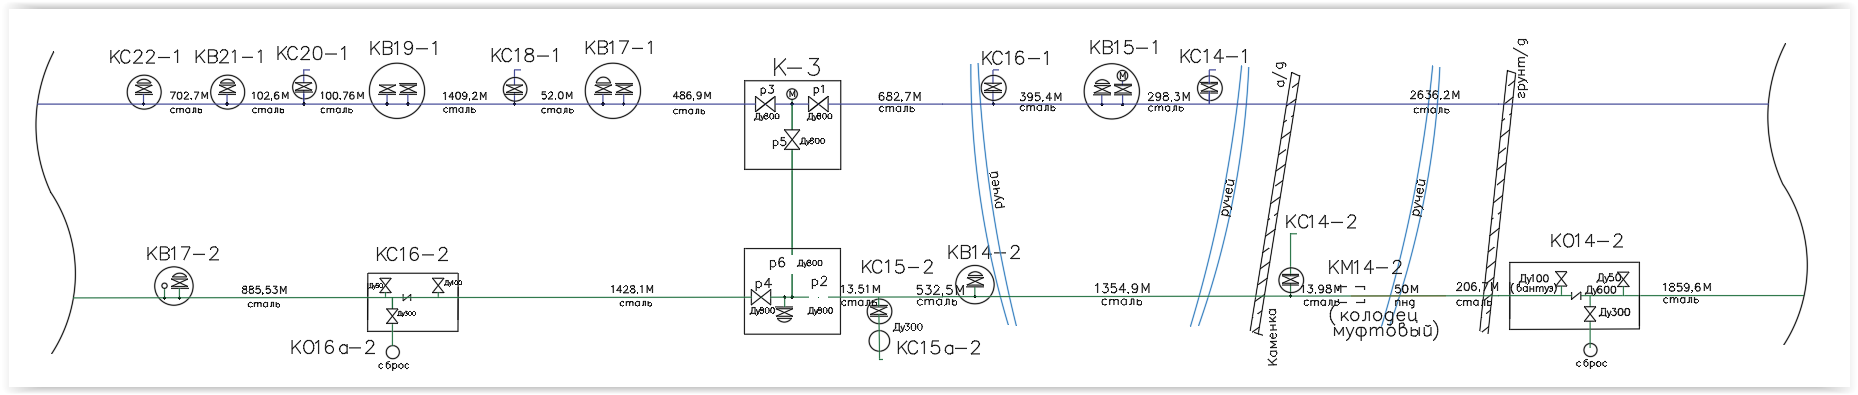 КС22-1
КВ21-1
КС20-1
КВ19-1
КС18-1
КВ17-1
К-3
КС16-1
КВ15-1
КС14-1
а/д
грунт/д
702.7М
сталь
102,6М
сталь
100.76М
сталь
1409,2М
сталь
52.0М
сталь
486,9М
сталь
р3
М
р1
Ду800
Ду800
р5
Ду300
682,7М
сталь
395,4М
сталь
М
298,3М
сталь
2636,2М
сталь
ручей
ручей
ручей
КВ17-2
885,53М
сталь
КС16-2
Ду50
Ду100
Ду300
КО16а-2
сброс
1428,1М
сталь
р6
р4
р2
КС15-2
13,51М
сталь
Ду300
КС15а-2
КВ14-2
532,5М
сталь
1354.9М
сталь
КС14-2
13,98М
сталь
Каменка
КМ14-2
50М
пнд
(колодец
муфтовый)
206,7М
сталь
КО14-2
Ду100
(вантуз)
Ду50
Ду600
Ду300
сброс
1859,6М
сталь